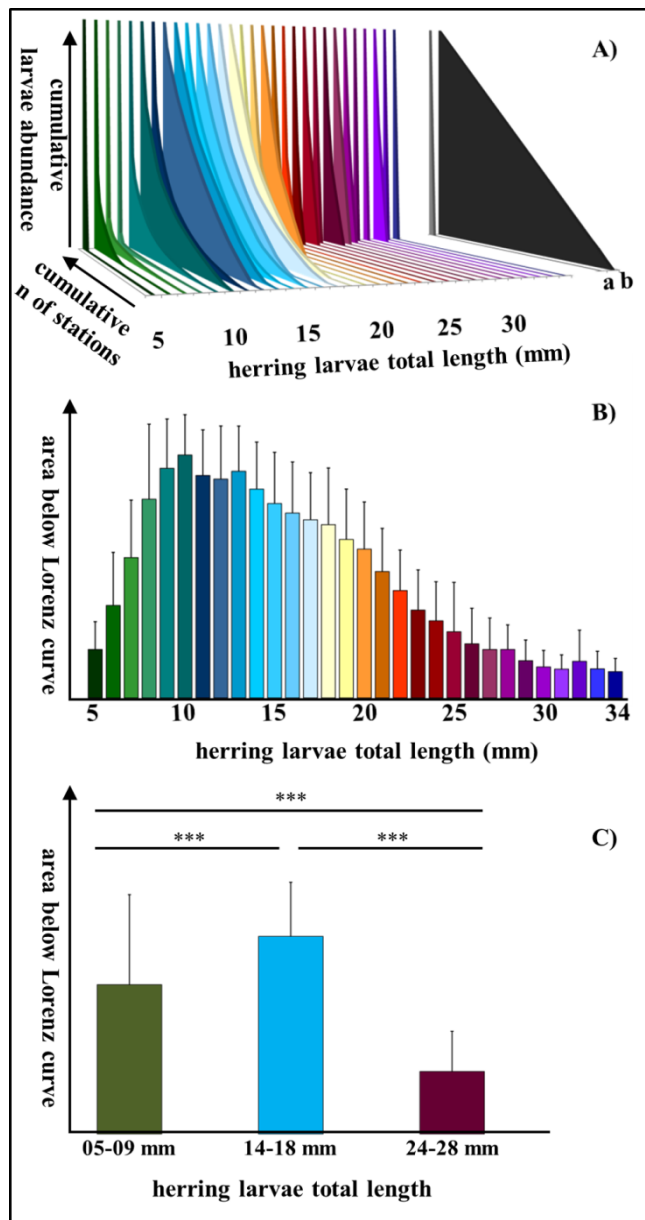 A)
cumulative
larvae abundance
cumulative
n of stations
a b
5 10 15 20 25 30
herring larvae total length (mm)
B)
area below Lorenz curve
5 10 15 20 25 30 34
herring larvae total length (mm)
C)
***
*** ***
area below Lorenz curve
05-09 mm 14-18 mm 24-28 mm
herring larvae total length